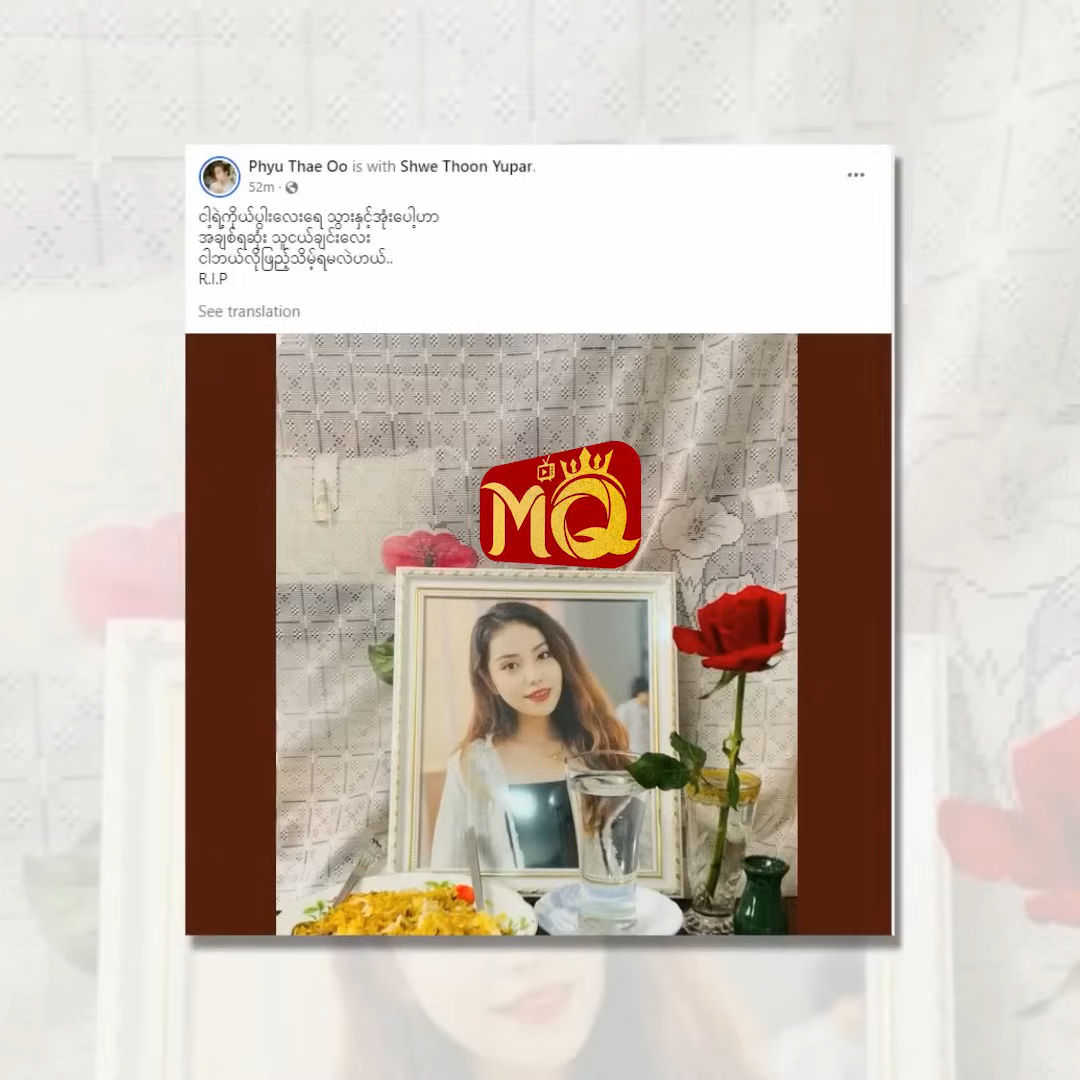 Phyu Thae Oo is with Shwe Thoon Yupar.
52m ·
ငါ့ရဲ့ကိုယ်ပွါးလေးရေ သွားနှင့်အုံးပေါ့ဟာ
အချစ်ရဆုံး သူငယ်ချင်းလေး
ငါဘယ်လိုဖြည့်သိမ့်ရမလဲဟယ်..
R.I.P
See translation
MQ